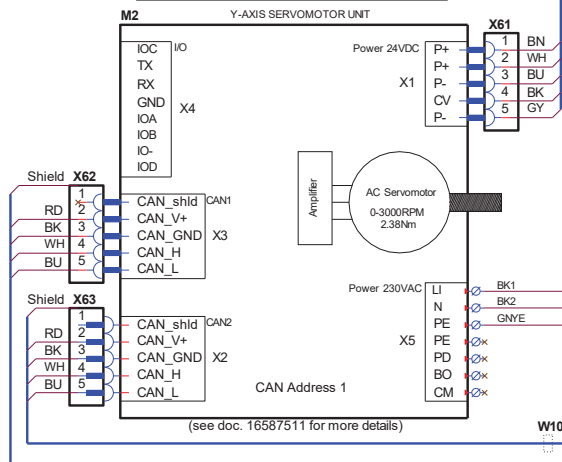 M2
Y-AXIS SERVOMOTOR UNIT
X61
IOC I/O
TX
RX
GND
IOA
IOB
IO-
IOD
X4
Power 24VDC
P+ 1 BN
P+ 2 WH
P- 3 BU
CV 4 BK
P- 5 GY
X1
Amplifier
AC Servomotor
0-3000RPM
2.38Nm
Shield X62
1 CAN_shld CAN1
RD 2 CAN_V+
BK 3 CAN_GND X3
WH 4 CAN_H
BU 5 CAN_L
Shield X63
1 CAN_shld CAN2
RD 2 CAN_V+
BK 3 CAN_GND X2
WH 4 CAN_H
BU 5 CAN_L
Power 230VAC
LI BK1
N BK2
PE GNYE
PE
PD
BO
CM
X5
CAN Address 1
(see doc. 16587511 for more details)
W10